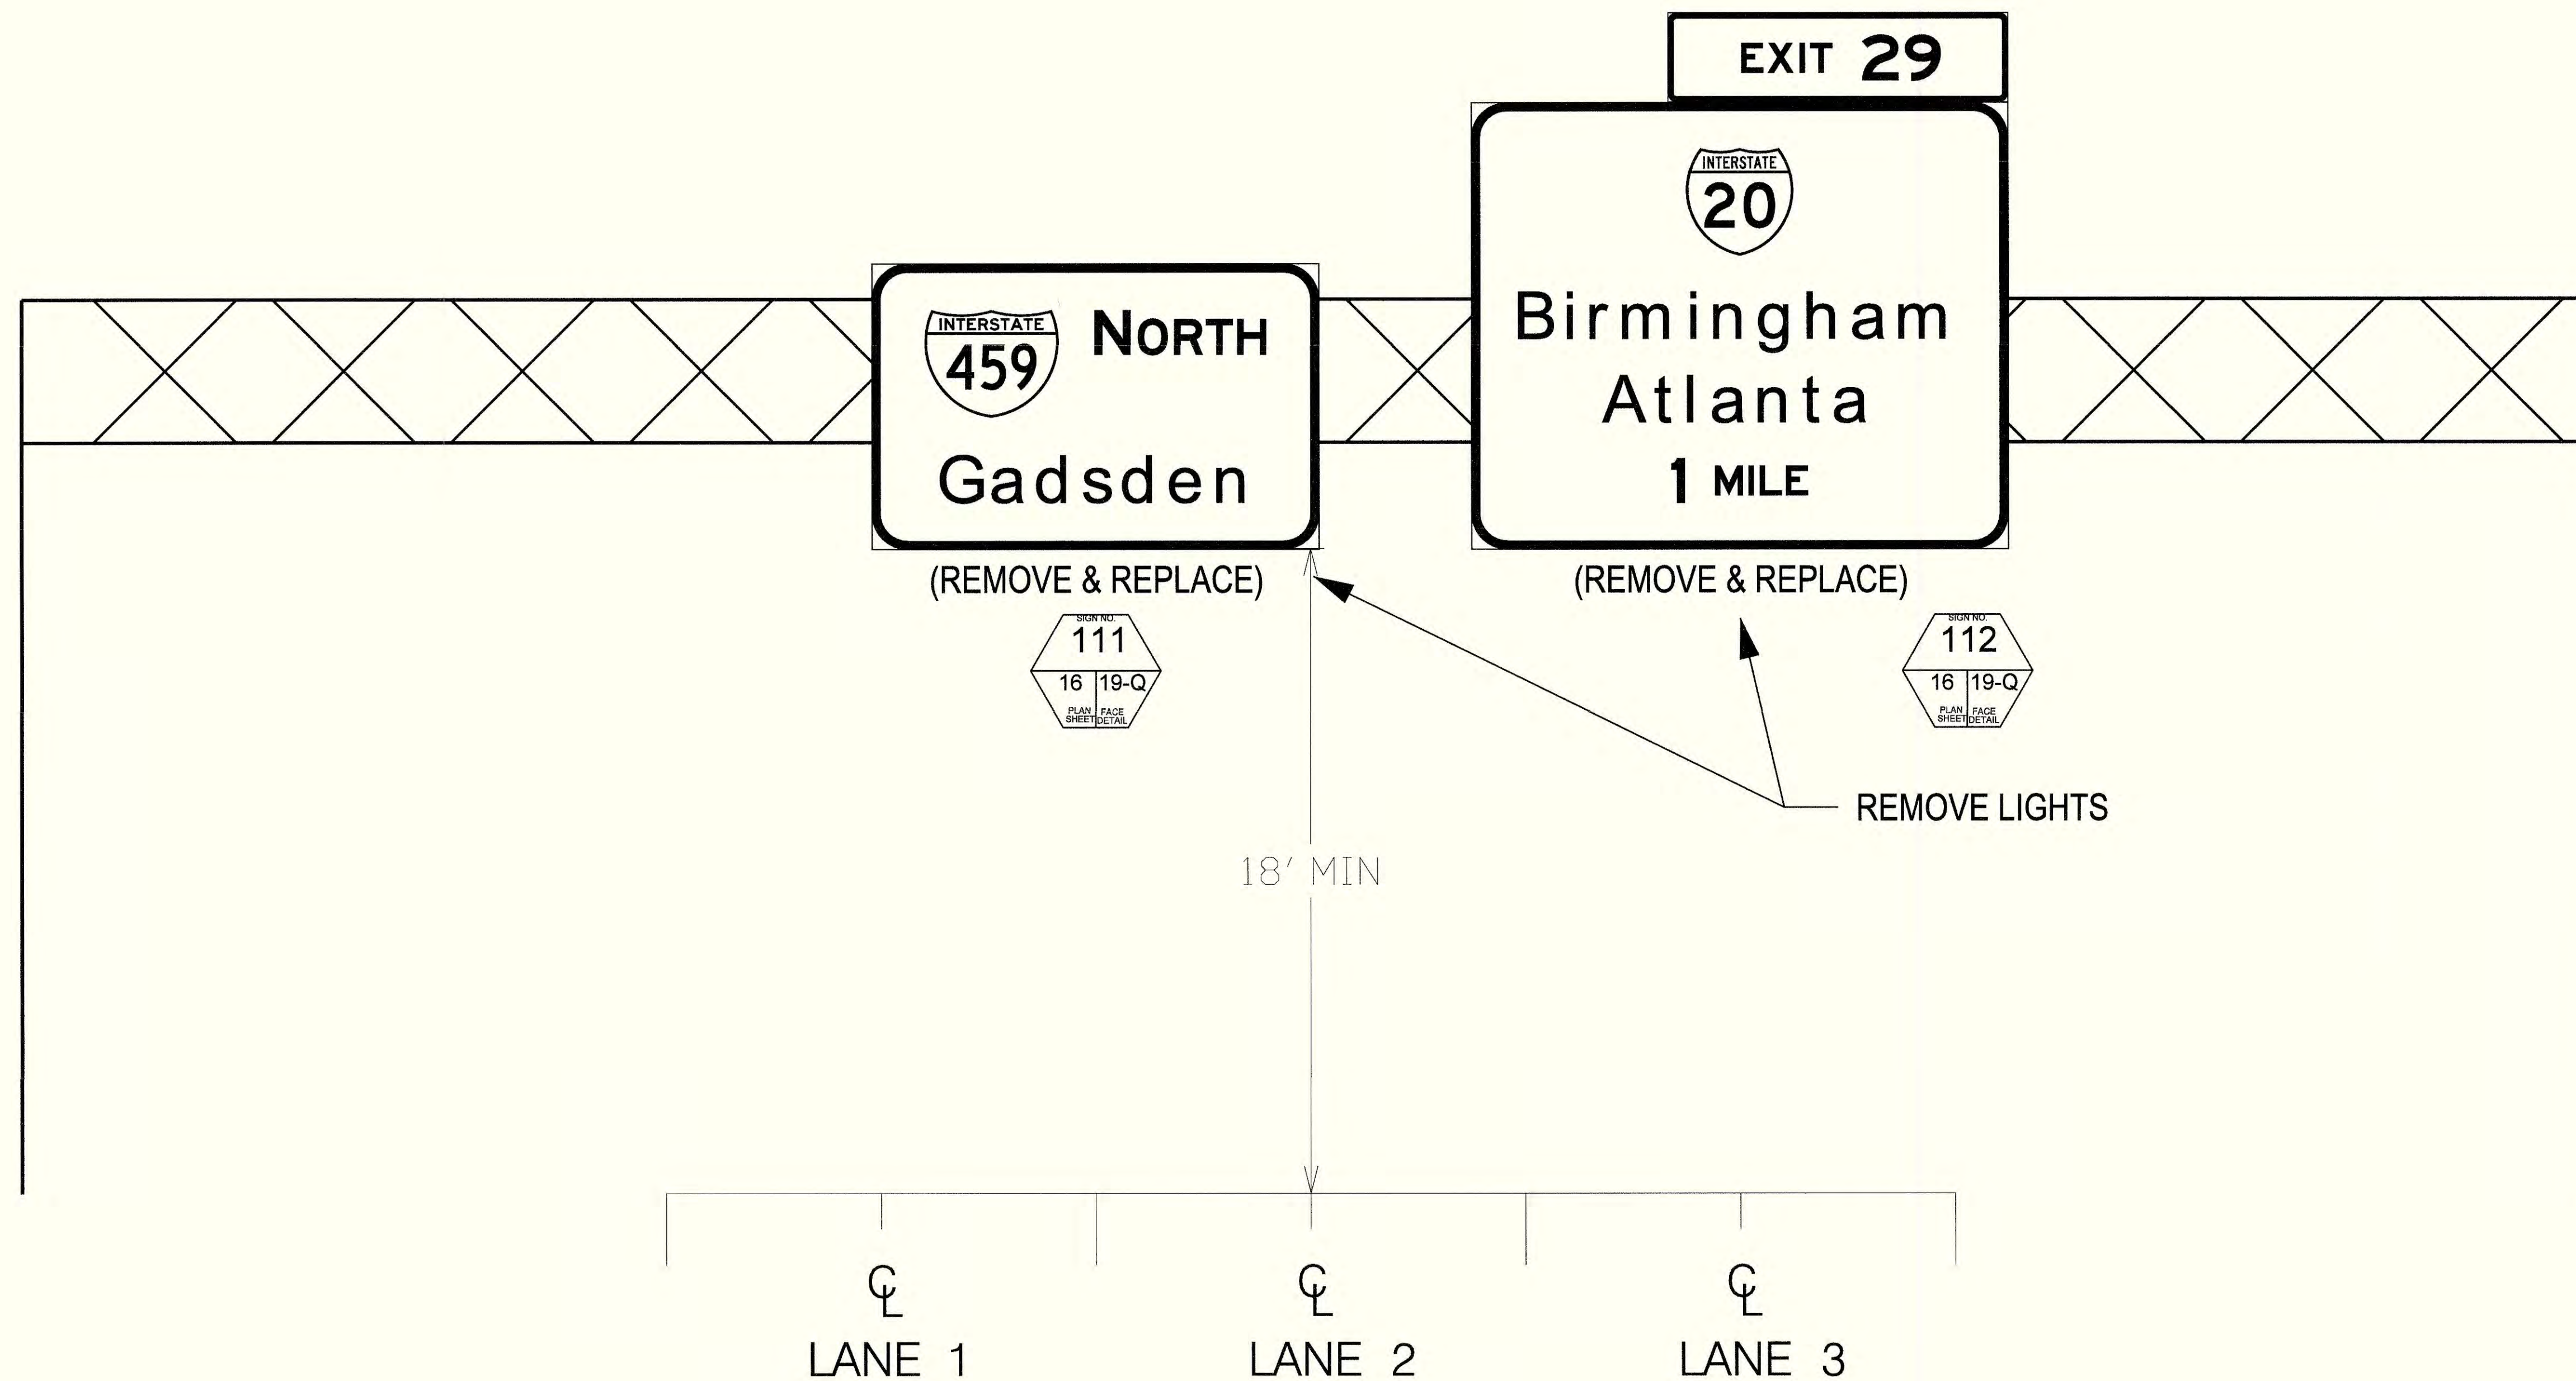 EXIT 29
INTERSTATE
20
Birmingham
Atlanta
1 MILE
INTERSTATE
459
NORTH
Gadsden
(REMOVE & REPLACE)
(REMOVE & REPLACE)
SIGN NO.
111
16
19-Q
PLAN SHEET
FACE DETAIL
SIGN NO.
112
16
19-Q
PLAN SHEET
FACE DETAIL
REMOVE LIGHTS
18' MIN
CL
CL
CL
LANE 1
LANE 2
LANE 3